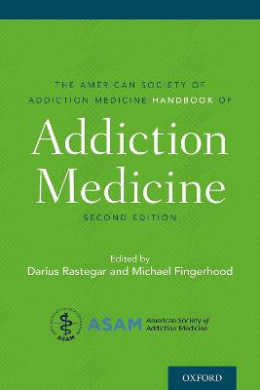 THE AMERICAN SOCIETY OF
ADDICTION MEDICINE HANDBOOK OF
Addiction
Medicine
SECOND EDITION
Edited by
Darius Rastegar and Michael Fingerhood
ASAM
ASAM
American Society of
Addiction Medicine
OXFORD